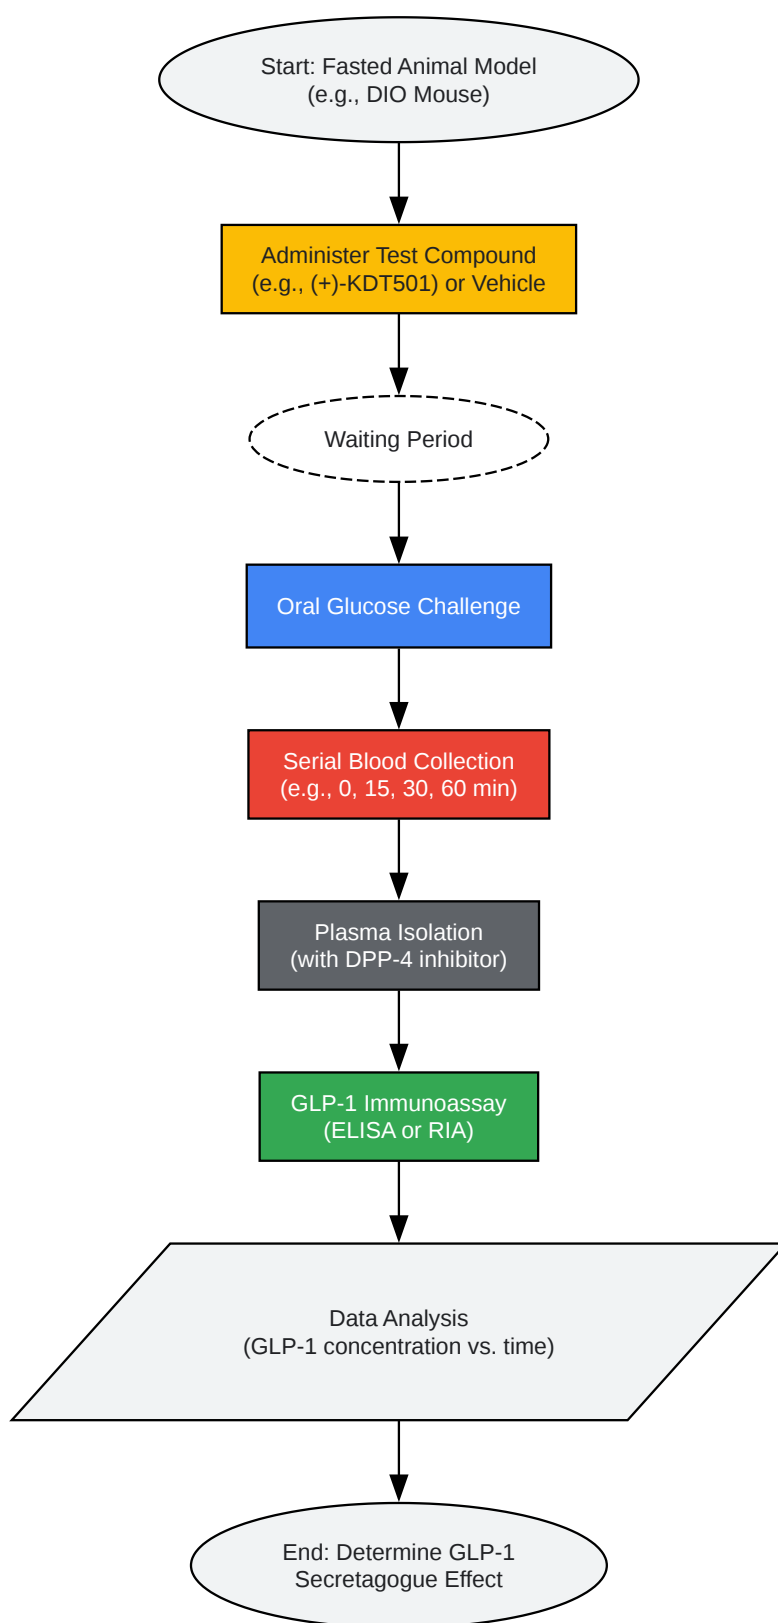 Start: Fasted Animal Model
(e.g., DIO Mouse)
Administer Test Compound
(e.g., (+)-KDT501) or Vehicle
Waiting Period
Oral Glucose Challenge
Serial Blood Collection
(e.g., 0, 15, 30, 60 min)
Plasma Isolation
(with DPP-4 inhibitor)
GLP-1 Immunoassay
(ELISA or RIA)
Data Analysis
(GLP-1 concentration vs. time)
End: Determine GLP-1
Secretagogue Effect